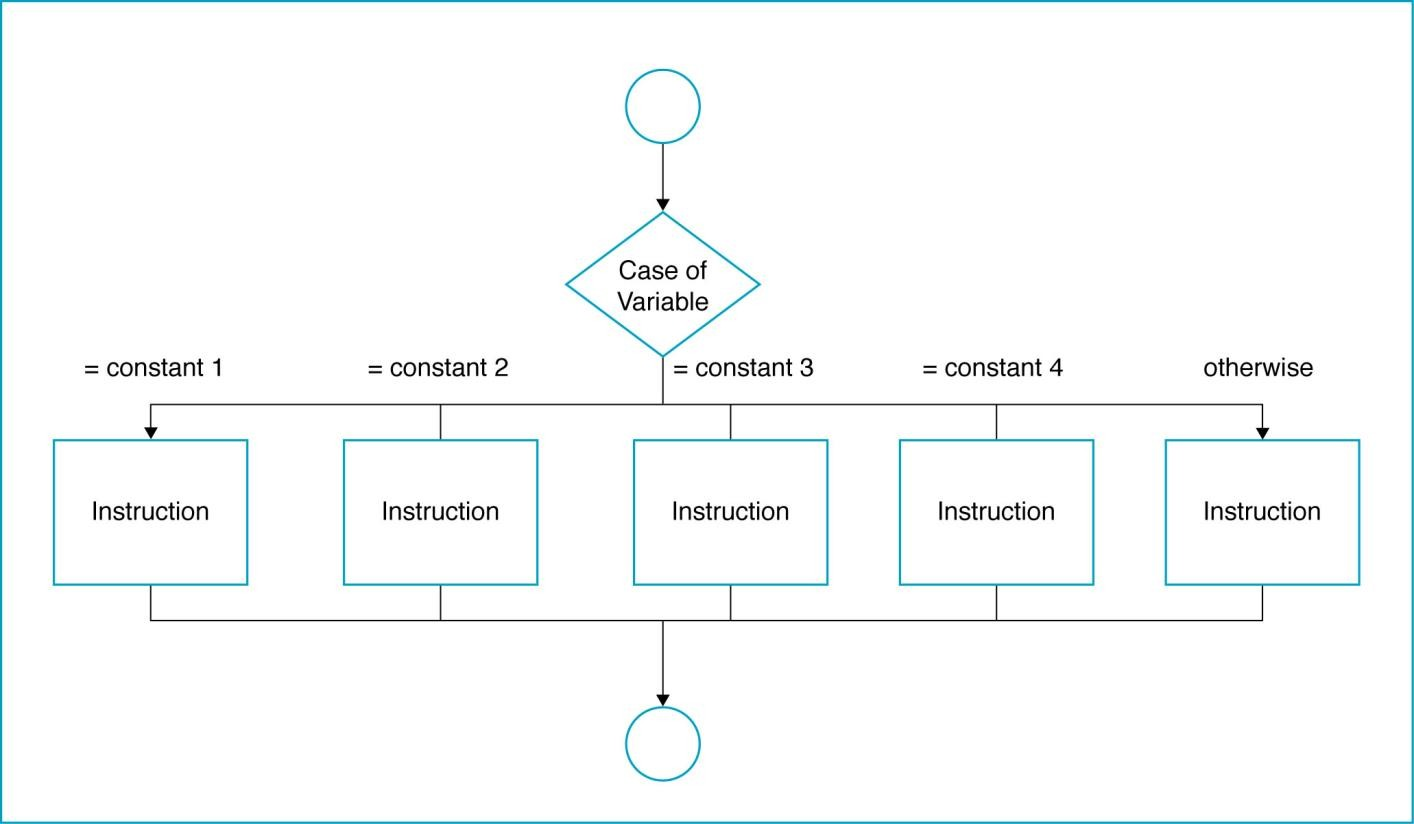 Case of
Variable
= constant 1
= constant 2
= constant 3
= constant 4
otherwise
Instruction
Instruction
Instruction
Instruction
Instruction